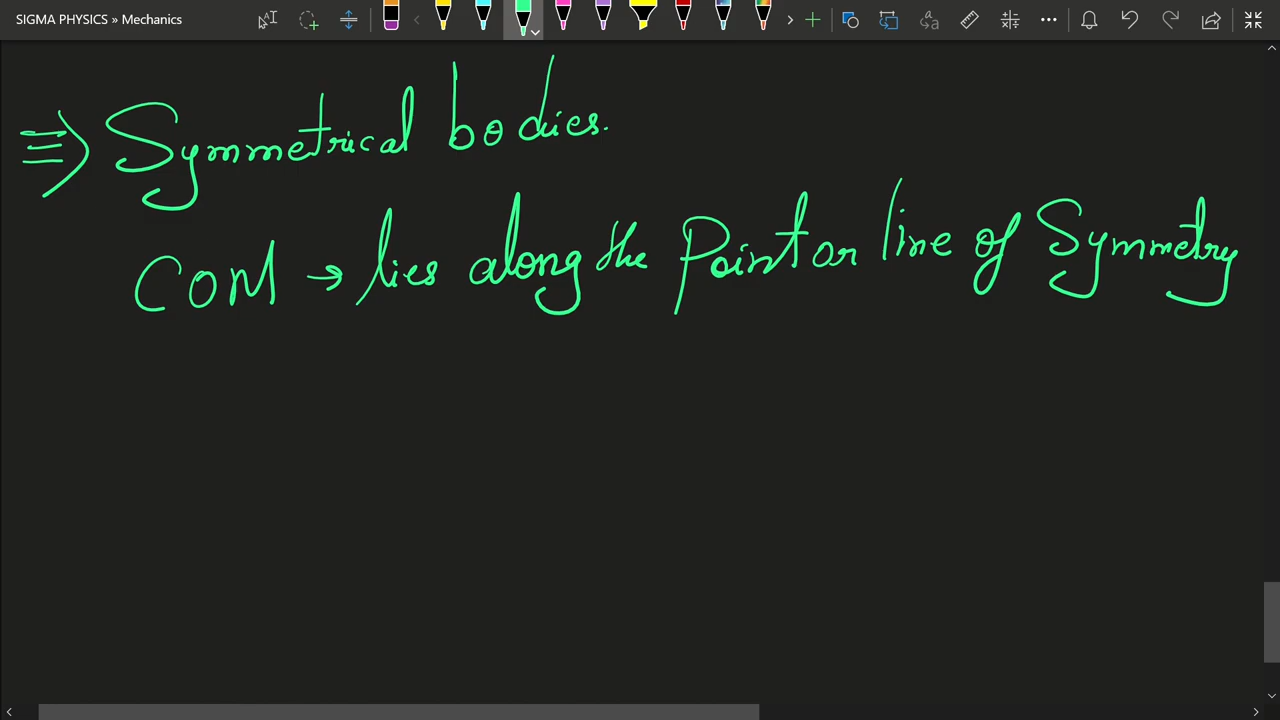 SIGMA PHYSICS » Mechanics
⇒ Symmetrical bodies.
COM → lies along the Point or line of Symmetry